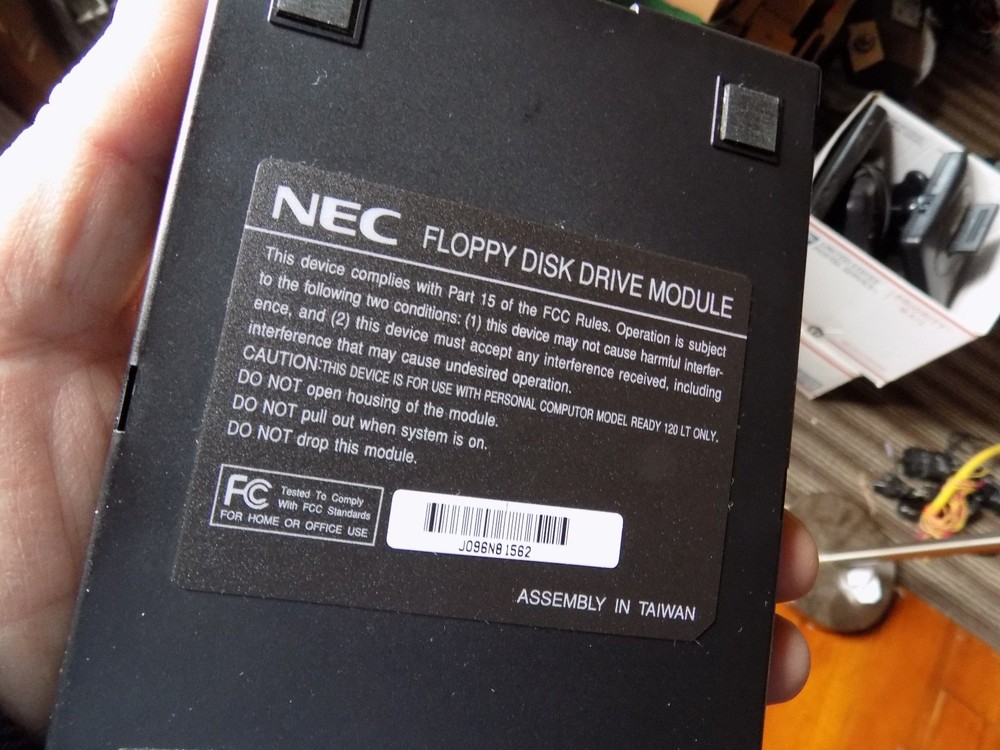 NEC FLOPPY DISK DRIVE MODULE
This device complies with Part 15 of the FCC Rules. Operation is subject
to the following two conditions: (1) this device may not cause harmful interfer-
ence, and (2) this device must accept any interference received, including
interference that may cause undesired operation.
CAUTION:THIS DEVICE IS FOR USE WITH PERSONAL COMPUTOR MODEL READY 120 LT ONLY.
DO NOT open housing of the module.
DO NOT pull out when system is on.
DO NOT drop this module.
FC Tested To Comply
With FCC Standards
FOR HOME OR OFFICE USE
J096N81562
ASSEMBLY IN TAIWAN